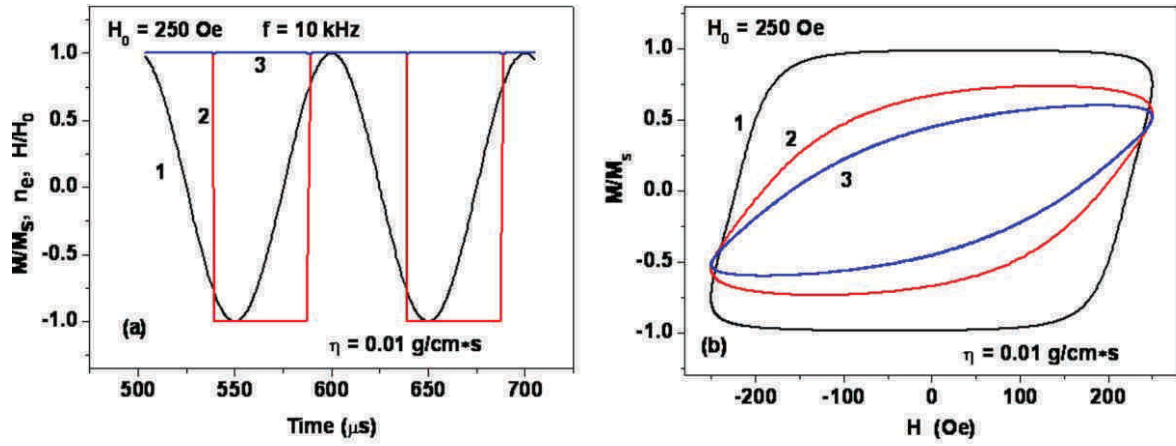 H₀ = 250 Oe f = 10 kHz
M/Mₛ, nₑ, H/H₀
1.0
0.5
0.0
-0.5
-1.0
1
2
3
(a)
η = 0.01 g/cm*s
500 550 600 650 700
Time (μs)
H₀ = 250 Oe
M/Mₛ
1.0
0.5
0.0
-0.5
-1.0
1
2
3
(b)
η = 0.01 g/cm*s
-200 -100 0 100 200
H (Oe)